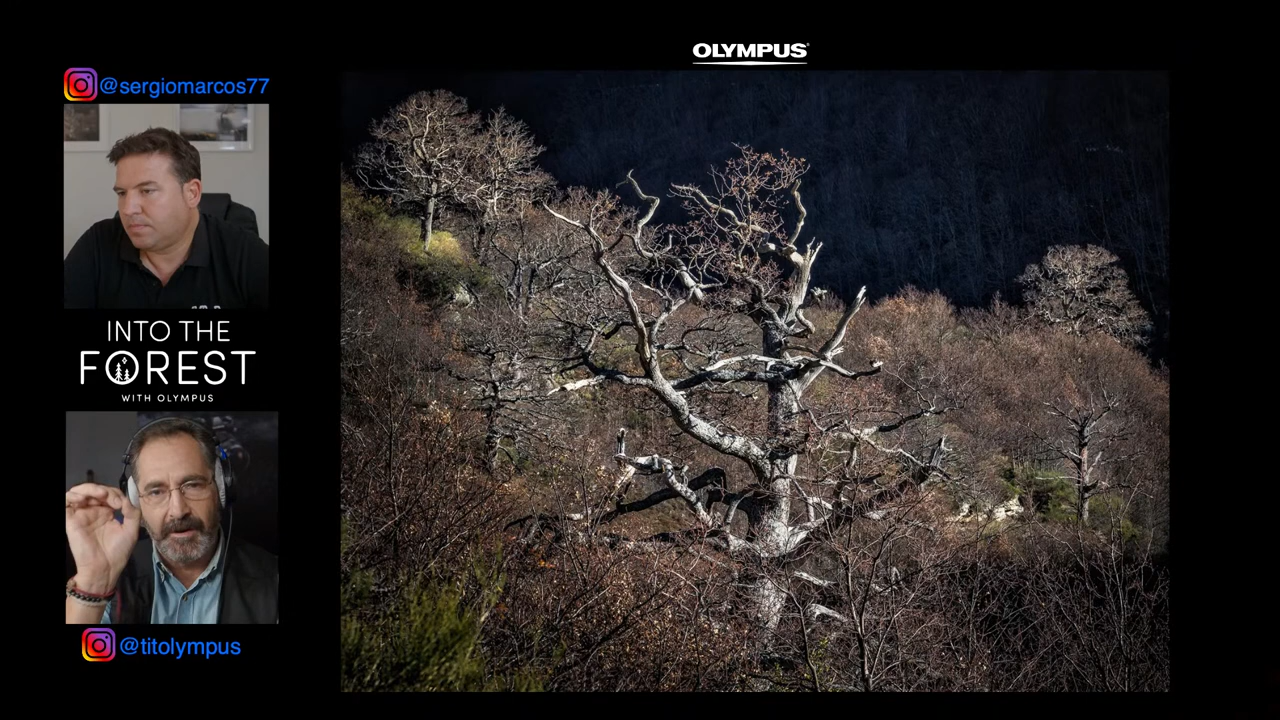 OLYMPUS
@sergiomarcos77
INTO THE
FOREST
WITH OLYMPUS
@titolympus